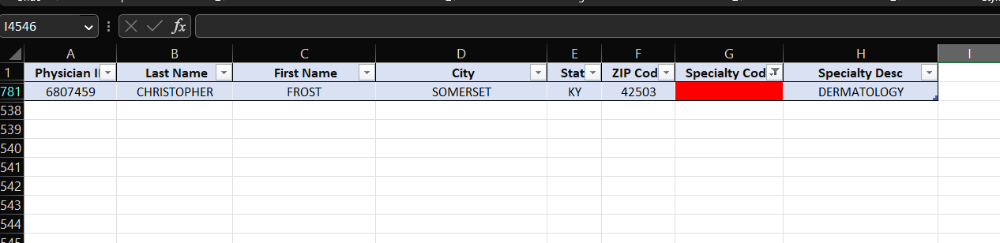 I4546 fx
A B C D E F G H I
1 Physician I Last Name First Name City Stat ZIP Cod Specialty Cod Specialty Desc
781 6807459 CHRISTOPHER FROST SOMERSET KY 42503 DERMATOLOGY
538
539
540
541
542
543
544